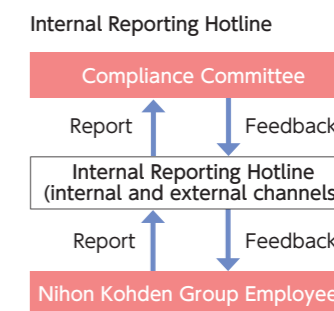 Internal Reporting Hotline
Compliance Committee
Report
Feedback
Internal Reporting Hotline
(internal and external channels
Report
Feedback
Nihon Kohden Group Employee